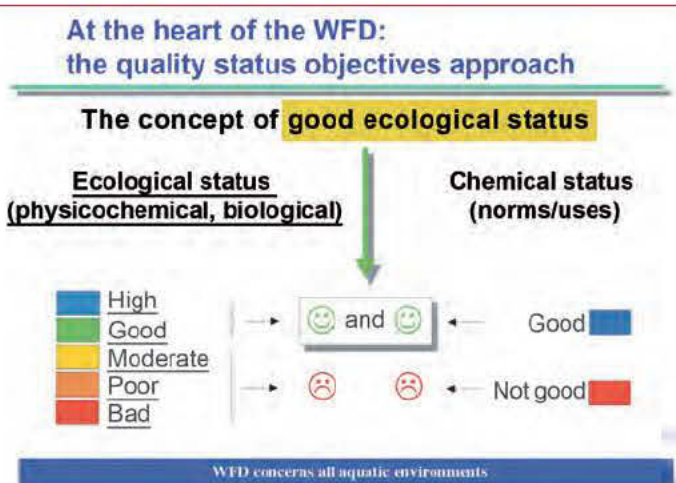 At the heart of the WFD:
the quality status objectives approach
The concept of good ecological status
Ecological status
(physicochemical, biological)
Chemical status
(norms/uses)
High
Good
Moderate
Poor
Bad
and
Good
Not good
WFD concerns all aquatic environments